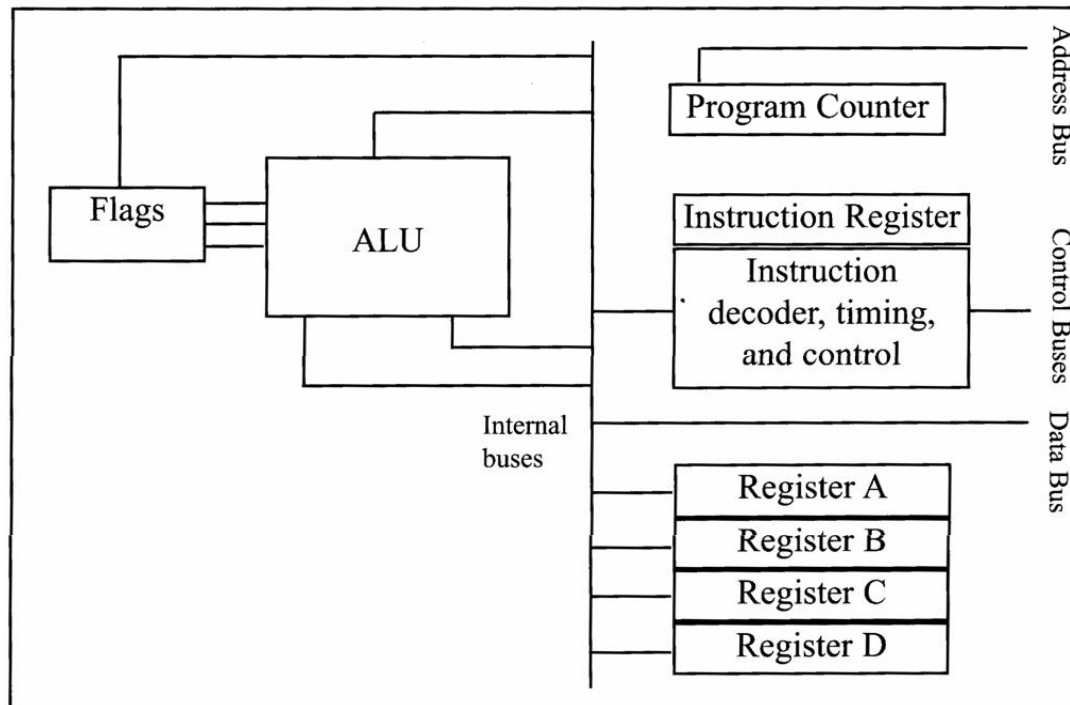 Address Bus
Program Counter
Flags
ALU
Instruction Register
Instruction
decoder, timing,
and control
Control Buses
Internal
buses
Data Bus
Register A
Register B
Register C
Register D